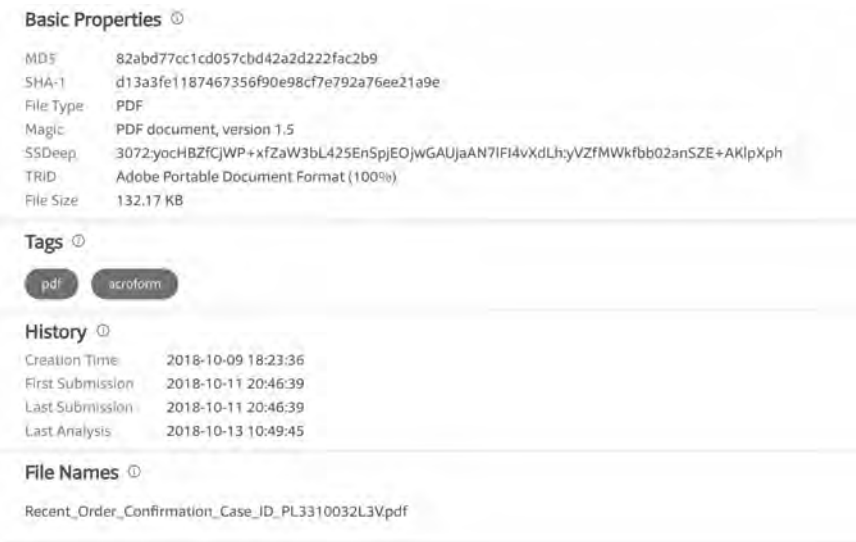 Basic Properties
MD5 82abd77cc1cd057cbd42a2d222fac2b9
SHA-1 d13a3fe1187467356f90e98cf7e792a76ee21a9e
File Type PDF
Magic PDF document, version 1.5
SSDeep 3072:yocHBZfCjWP+xfZaW3bL425EnSpjEOjwGAUjaAN7IFI4vXdLh:yVZfMWkfbb02anSZE+AKlpXph
TRID Adobe Portable Document Format (100%)
File Size 132.17 KB
Tags
pdf acroform
History
Creation Time 2018-10-09 18:23:36
First Submission 2018-10-11 20:46:39
Last Submission 2018-10-11 20:46:39
Last Analysis 2018-10-13 10:49:45
File Names
Recent_Order_Confirmation_Case_ID_PL3310032L3V.pdf